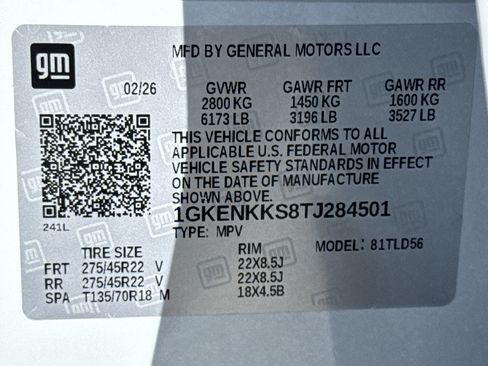 gm
MFD BY GENERAL MOTORS LLC
02/26 GVWR GAWR FRT GAWR RR
2800 KG 1450 KG 1600 KG
6173 LB 3196 LB 3527 LB
THIS VEHICLE CONFORMS TO ALL
APPLICABLE U.S. FEDERAL MOTOR
VEHICLE SAFETY STANDARDS IN EFFECT
ON THE DATE OF MANUFACTURE
SHOWN ABOVE.
1GKENKKS8TJ284501
241L TYPE: MPV
TIRE SIZE RIM MODEL: 81TLD56
FRT 275/45R22 V 22X8.5J
RR 275/45R22 V 22X8.5J
SPA T135/70R18 M 18X4.5B